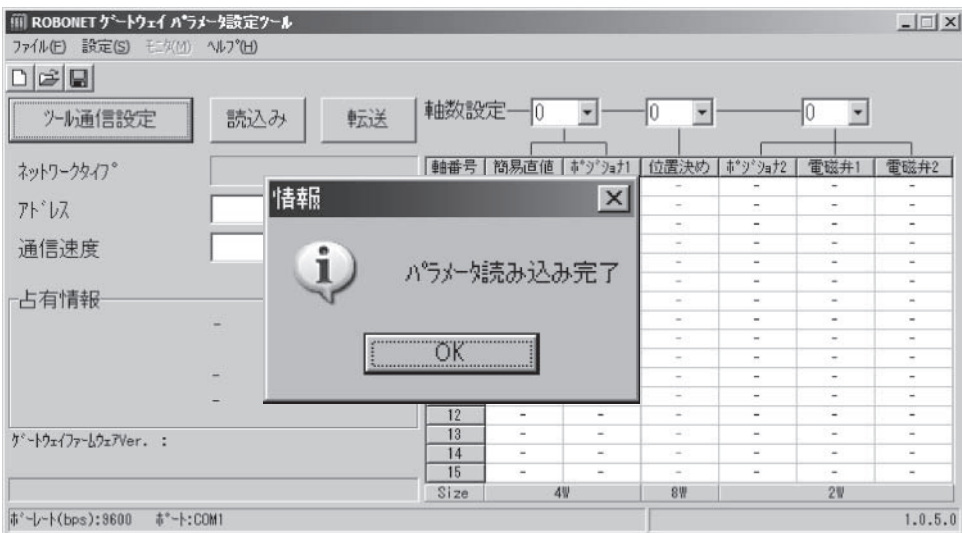 ROBONET ｹﾞｰﾄｳｪｲ ﾊﾟﾗﾒｰﾀ設定ﾂｰﾙ
ﾌｧｲﾙ(F) 設定(S) ﾓﾆﾀ(M) ﾍﾙﾌﾟ(H)
ﾂｰﾙ通信設定 読込み 転送 軸数設定 0 0 0
ﾈｯﾄﾜｰｸﾀｲﾌﾟ
ｱﾄﾞﾚｽ
通信速度
占有情報
-
-
-
ｹﾞｰﾄｳｪｲﾌｧｰﾑｳｪｱVer. :
軸番号 簡易直値 ﾎﾟｼﾞｼｮﾅ1 位置決め ﾎﾟｼﾞｼｮﾅ2 電磁弁1 電磁弁2
- - - -
- - - -
- - - -
- - - -
- - - -
- - - -
- - - -
- - - -
- - - -
- - - -
- - - -
- - - -
12 - - - - - -
13 - - - - - -
14 - - - - - -
15 - - - - - -
Size 4W 8W 2W
情報
ﾊﾟﾗﾒｰﾀ読み込み完了
OK
ﾎﾞｰﾚｰﾄ(bps):9600 ﾎﾟｰﾄ:COM1 1.0.5.0